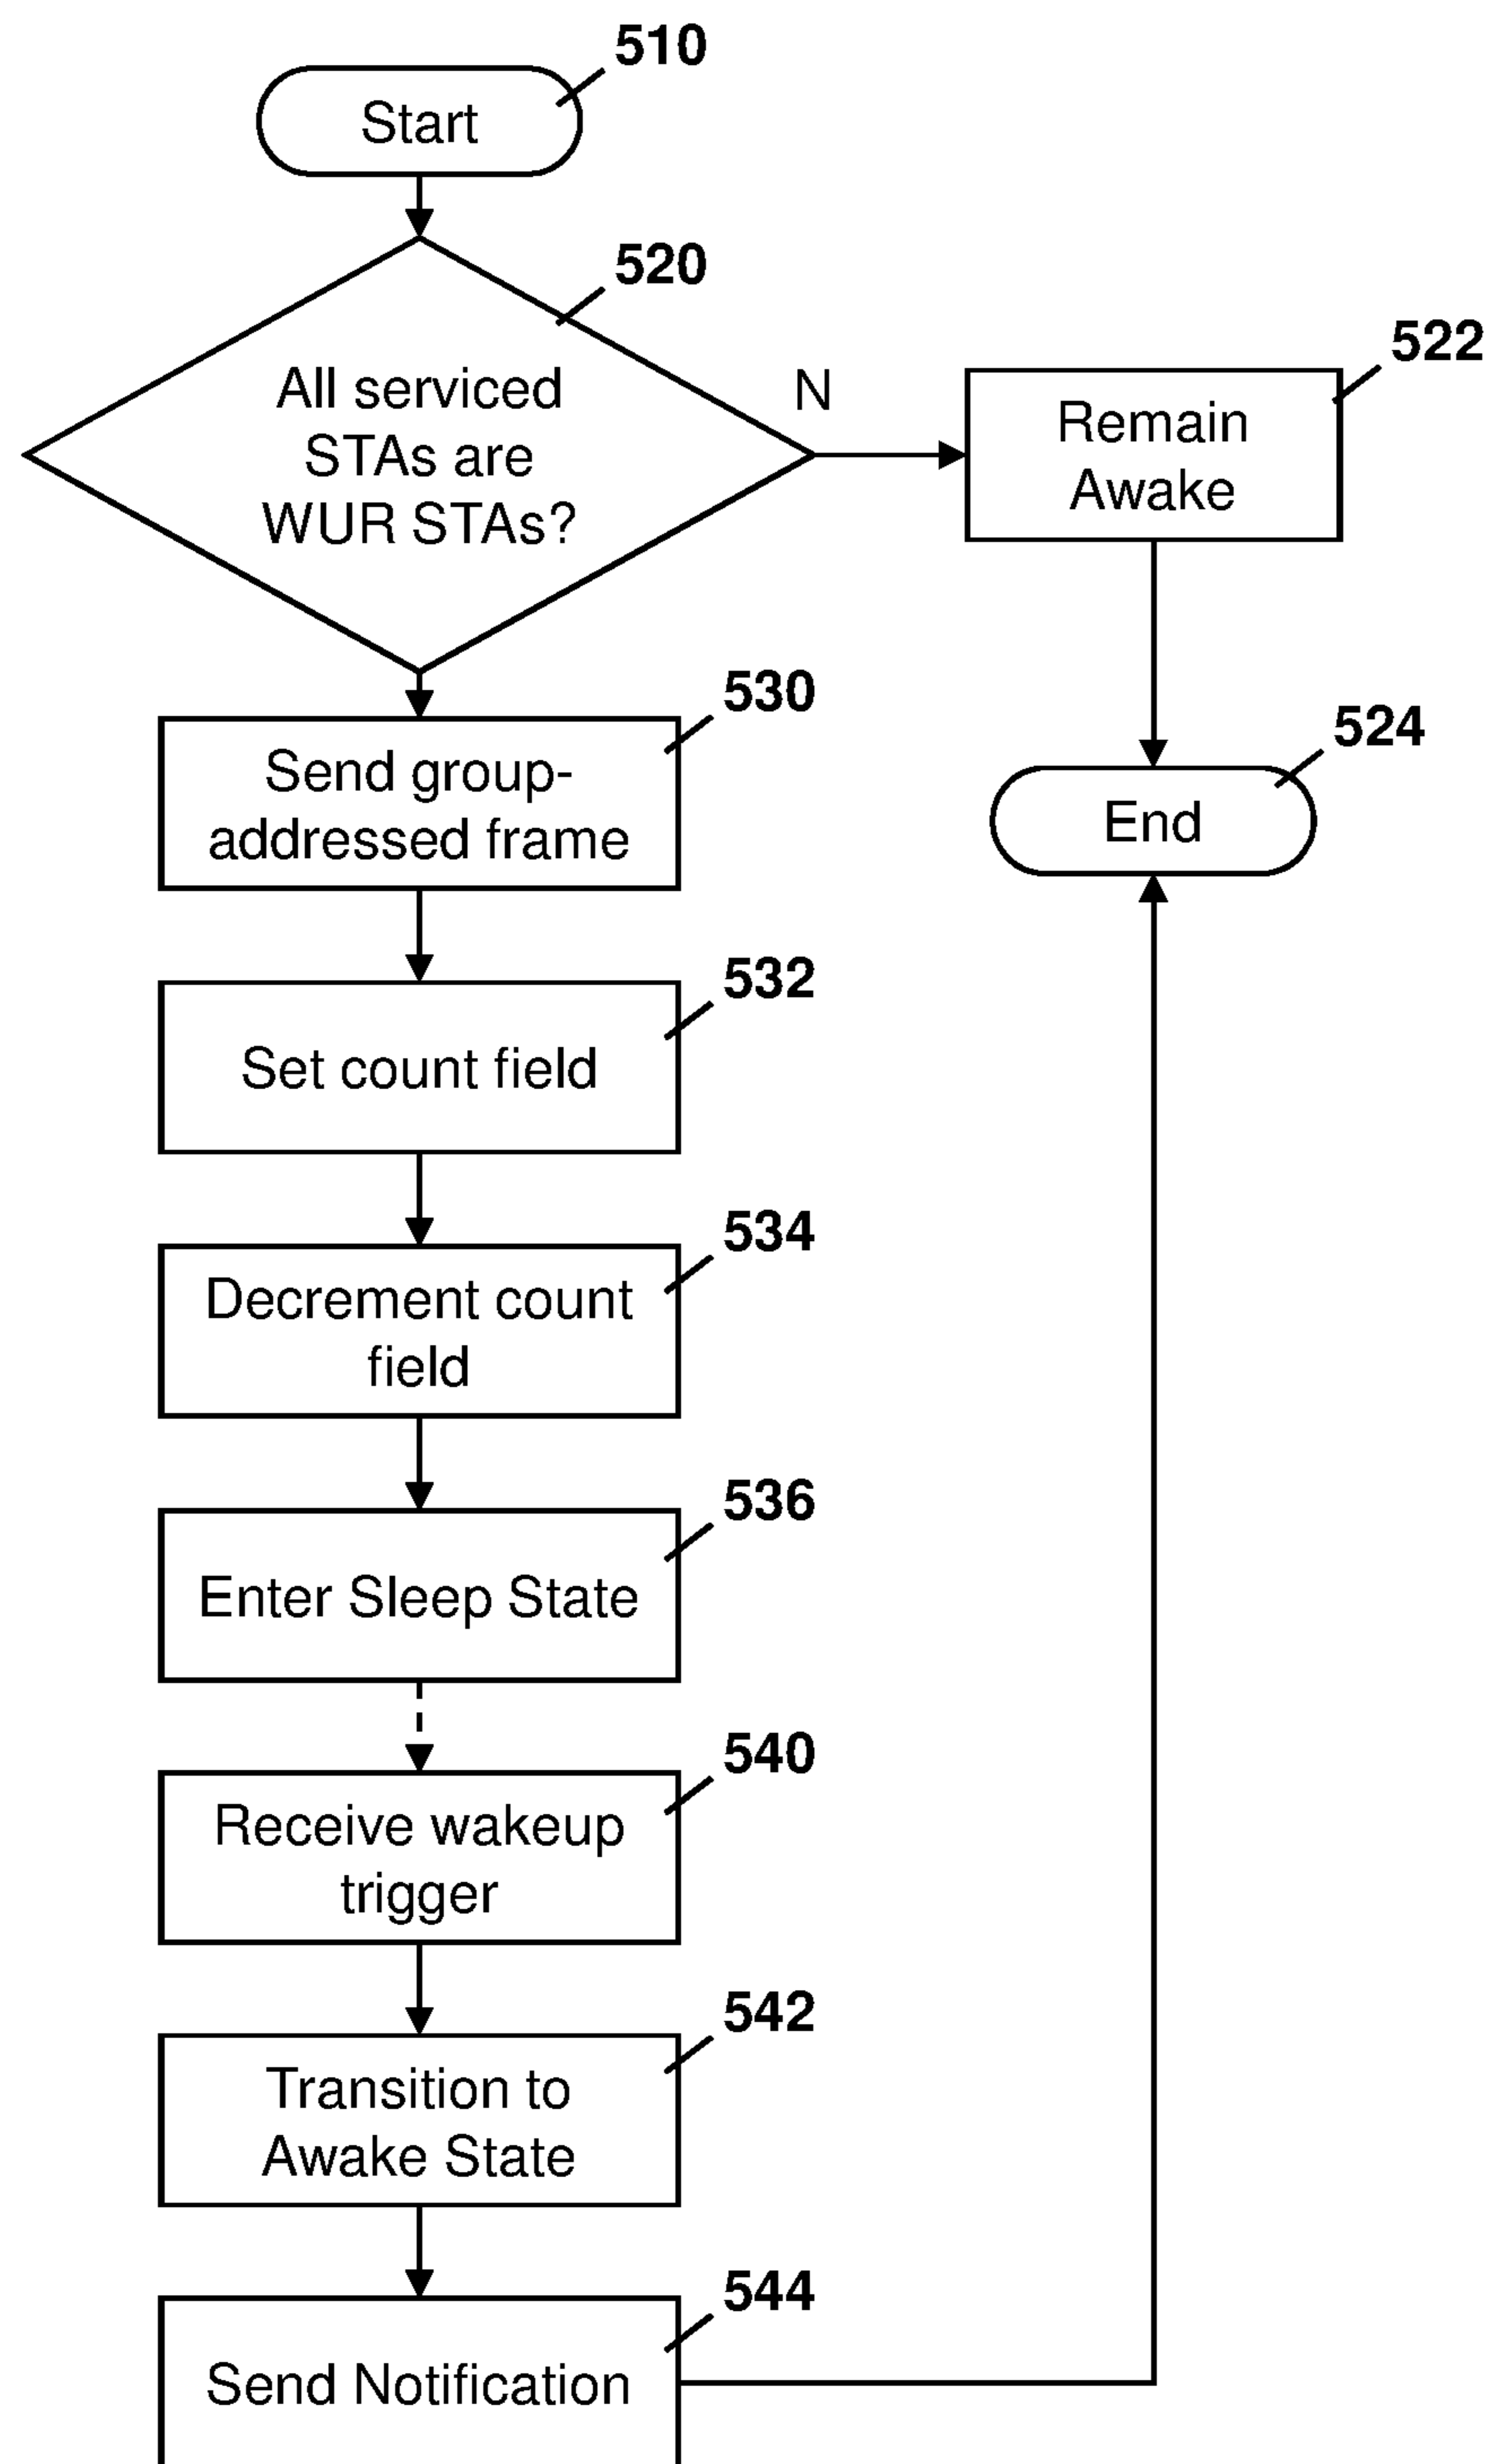 510
Start
520
All serviced
STAs are
WUR STAs?
N
522
Remain
Awake
530
Send group-
addressed frame
524
End
532
Set count field
534
Decrement count
field
536
Enter Sleep State
540
Receive wakeup
trigger
542
Transition to
Awake State
544
Send Notification